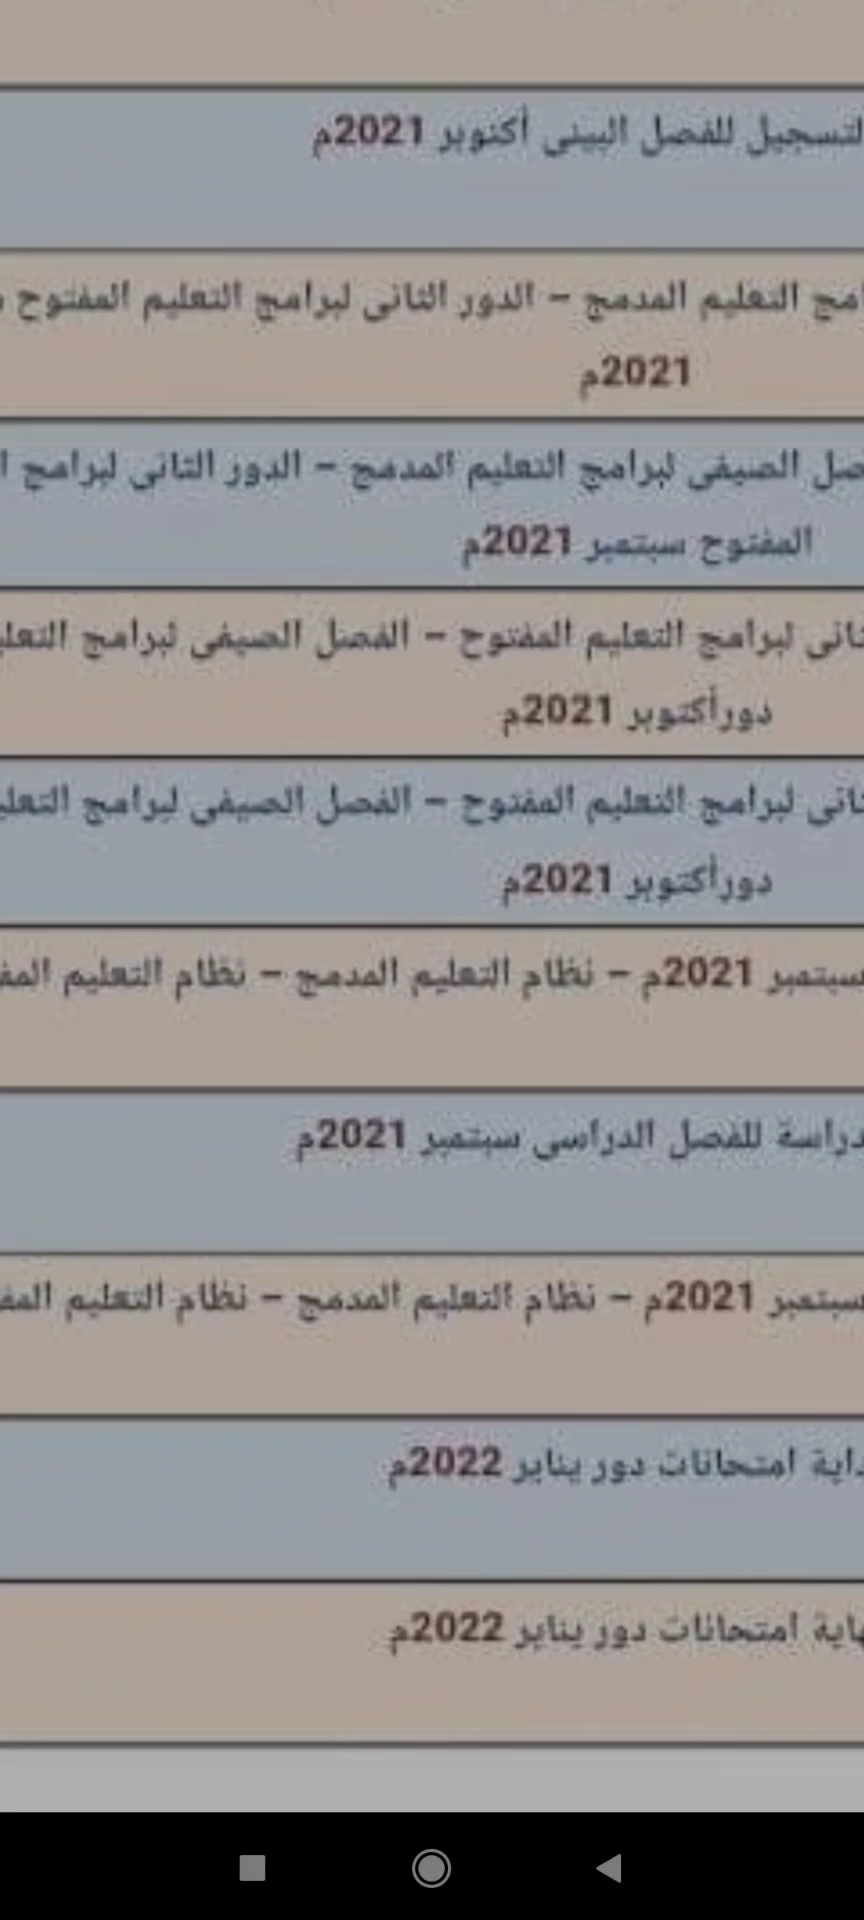 لتسجيل للفصل البينى أكتوبر 2021م
امج التعليم المدمج – الدور الثانى لبرامج التعليم المفتوح
2021م
صل الصيفى لبرامج التعليم المدمج – الدور الثانى لبرامج ا
المفتوح سبتمبر 2021م
ثانى لبرامج التعليم المفتوح – الفصل الصيفى لبرامج التعلي
دورأكتوبر 2021م
ثانى لبرامج التعليم المفتوح – الفصل الصيفى لبرامج التعلي
دورأكتوبر 2021م
سبتمبر 2021م – نظام التعليم المدمج – نظام التعليم المف
دراسة للفصل الدراسى سبتمبر 2021م
سبتمبر 2021م – نظام التعليم المدمج – نظام التعليم المف
داية امتحانات دور يناير 2022م
هاية امتحانات دور يناير 2022م